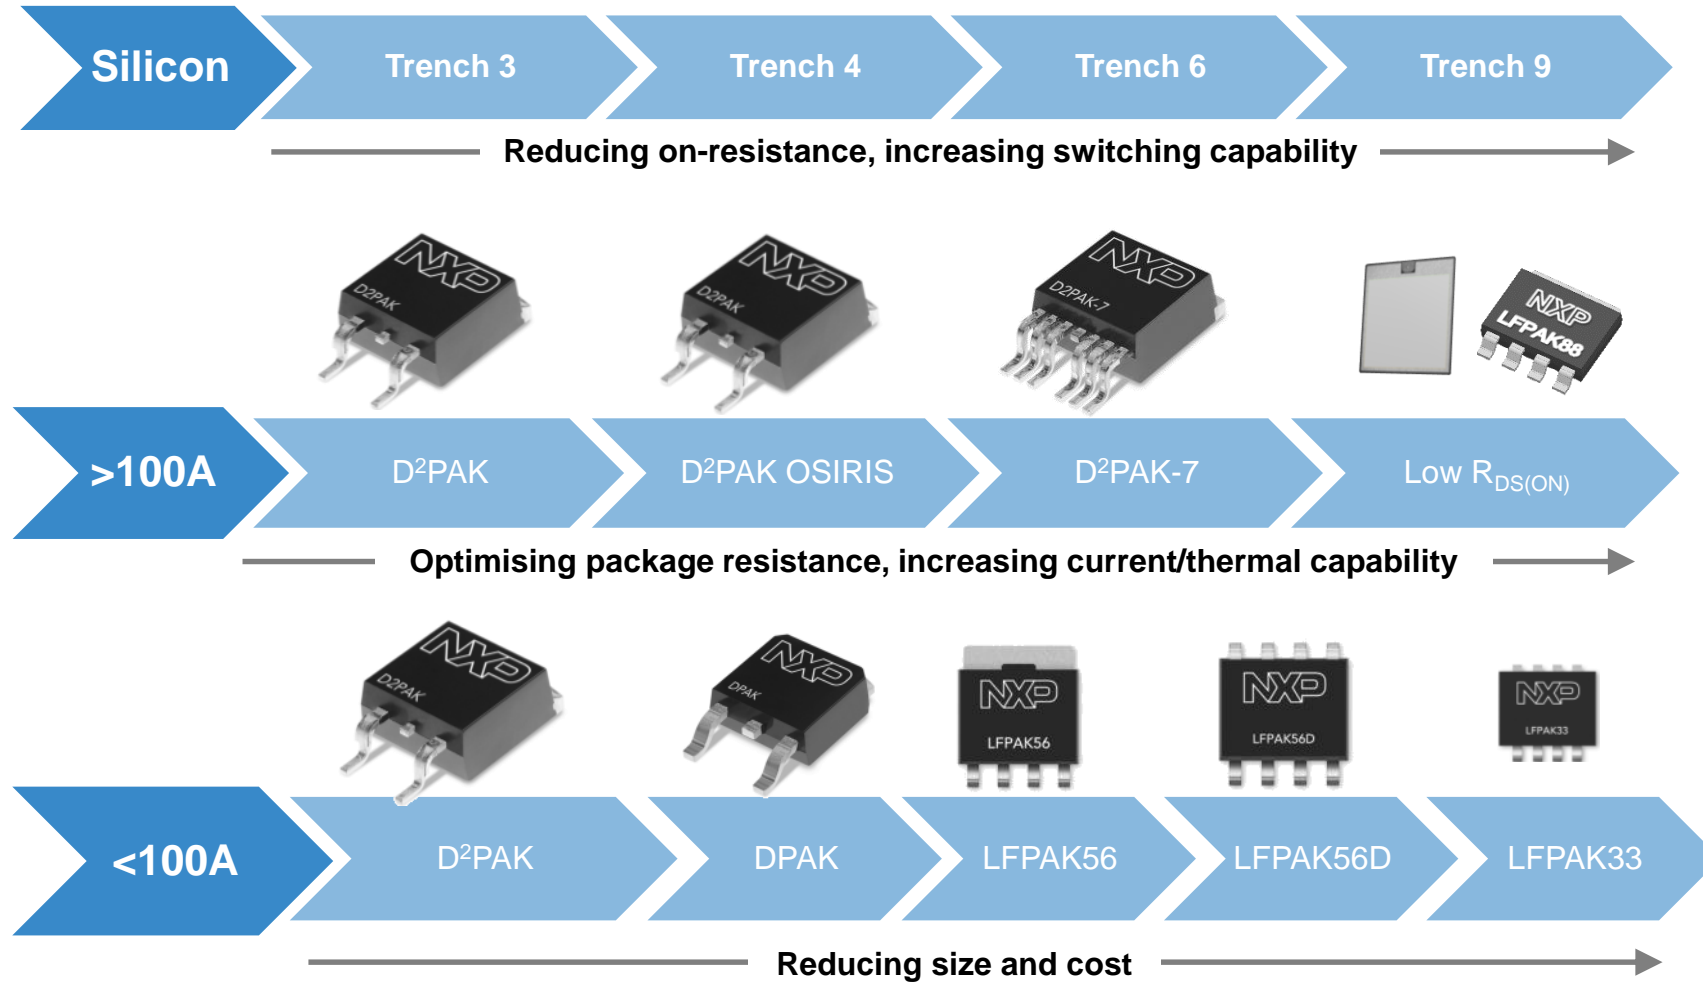 Silicon
Trench 3
Trench 4
Trench 6
Trench 9
Reducing on-resistance, increasing switching capability
NXP
D2PAK
NXP
D2PAK
NXP
D2PAK-7
NXP
LFPAK88
>100A
D²PAK
D²PAK OSIRIS
D²PAK-7
Low RDS(ON)
Optimising package resistance, increasing current/thermal capability
NXP
D2PAK
NXP
DPAK
NXP
LFPAK56
NXP
LFPAK56D
NXP
LFPAK33
<100A
D²PAK
DPAK
LFPAK56
LFPAK56D
LFPAK33
Reducing size and cost